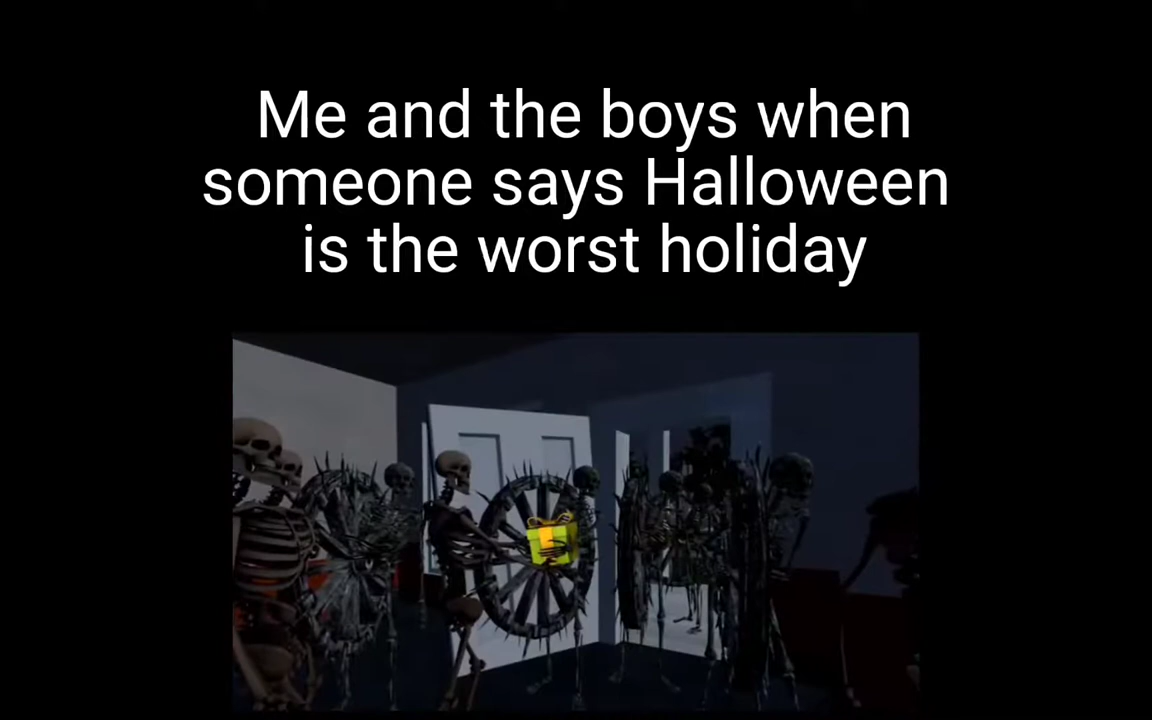 Me and the boys when
someone says Halloween
is the worst holiday